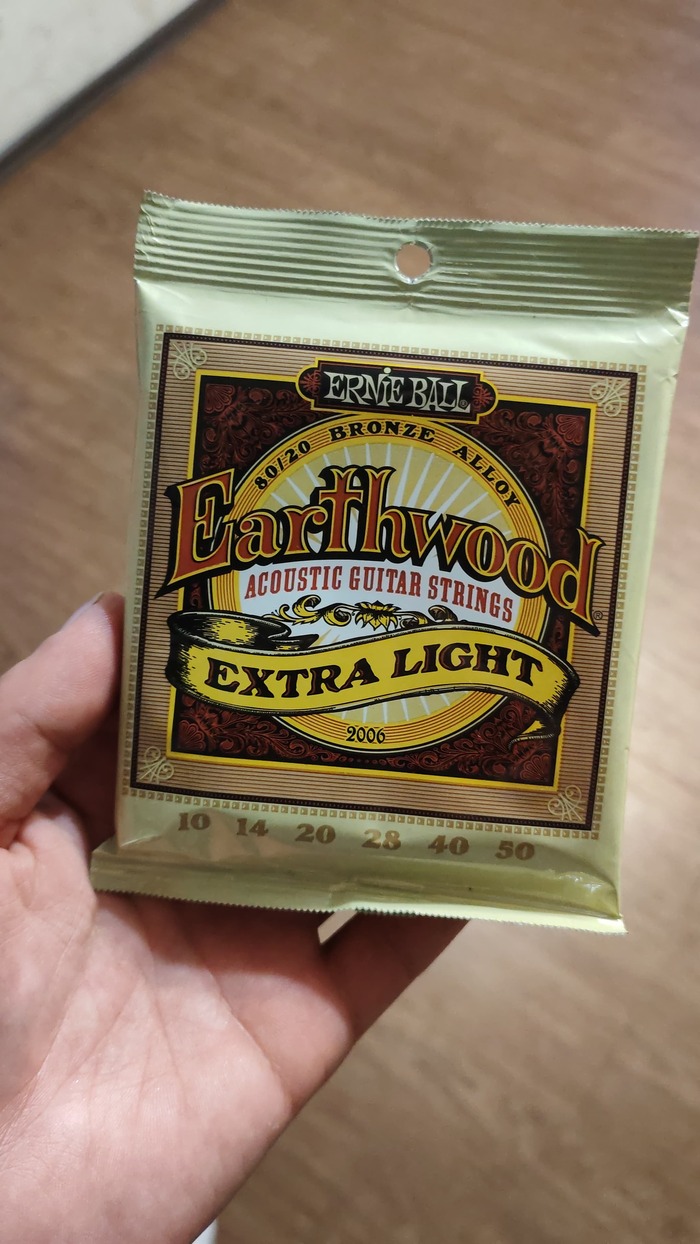 ERNIE BALL®
80/20 BRONZE ALLOY
Earthwood®
ACOUSTIC GUITAR STRINGS
EXTRA LIGHT
2006
10 14 20 28 40 50